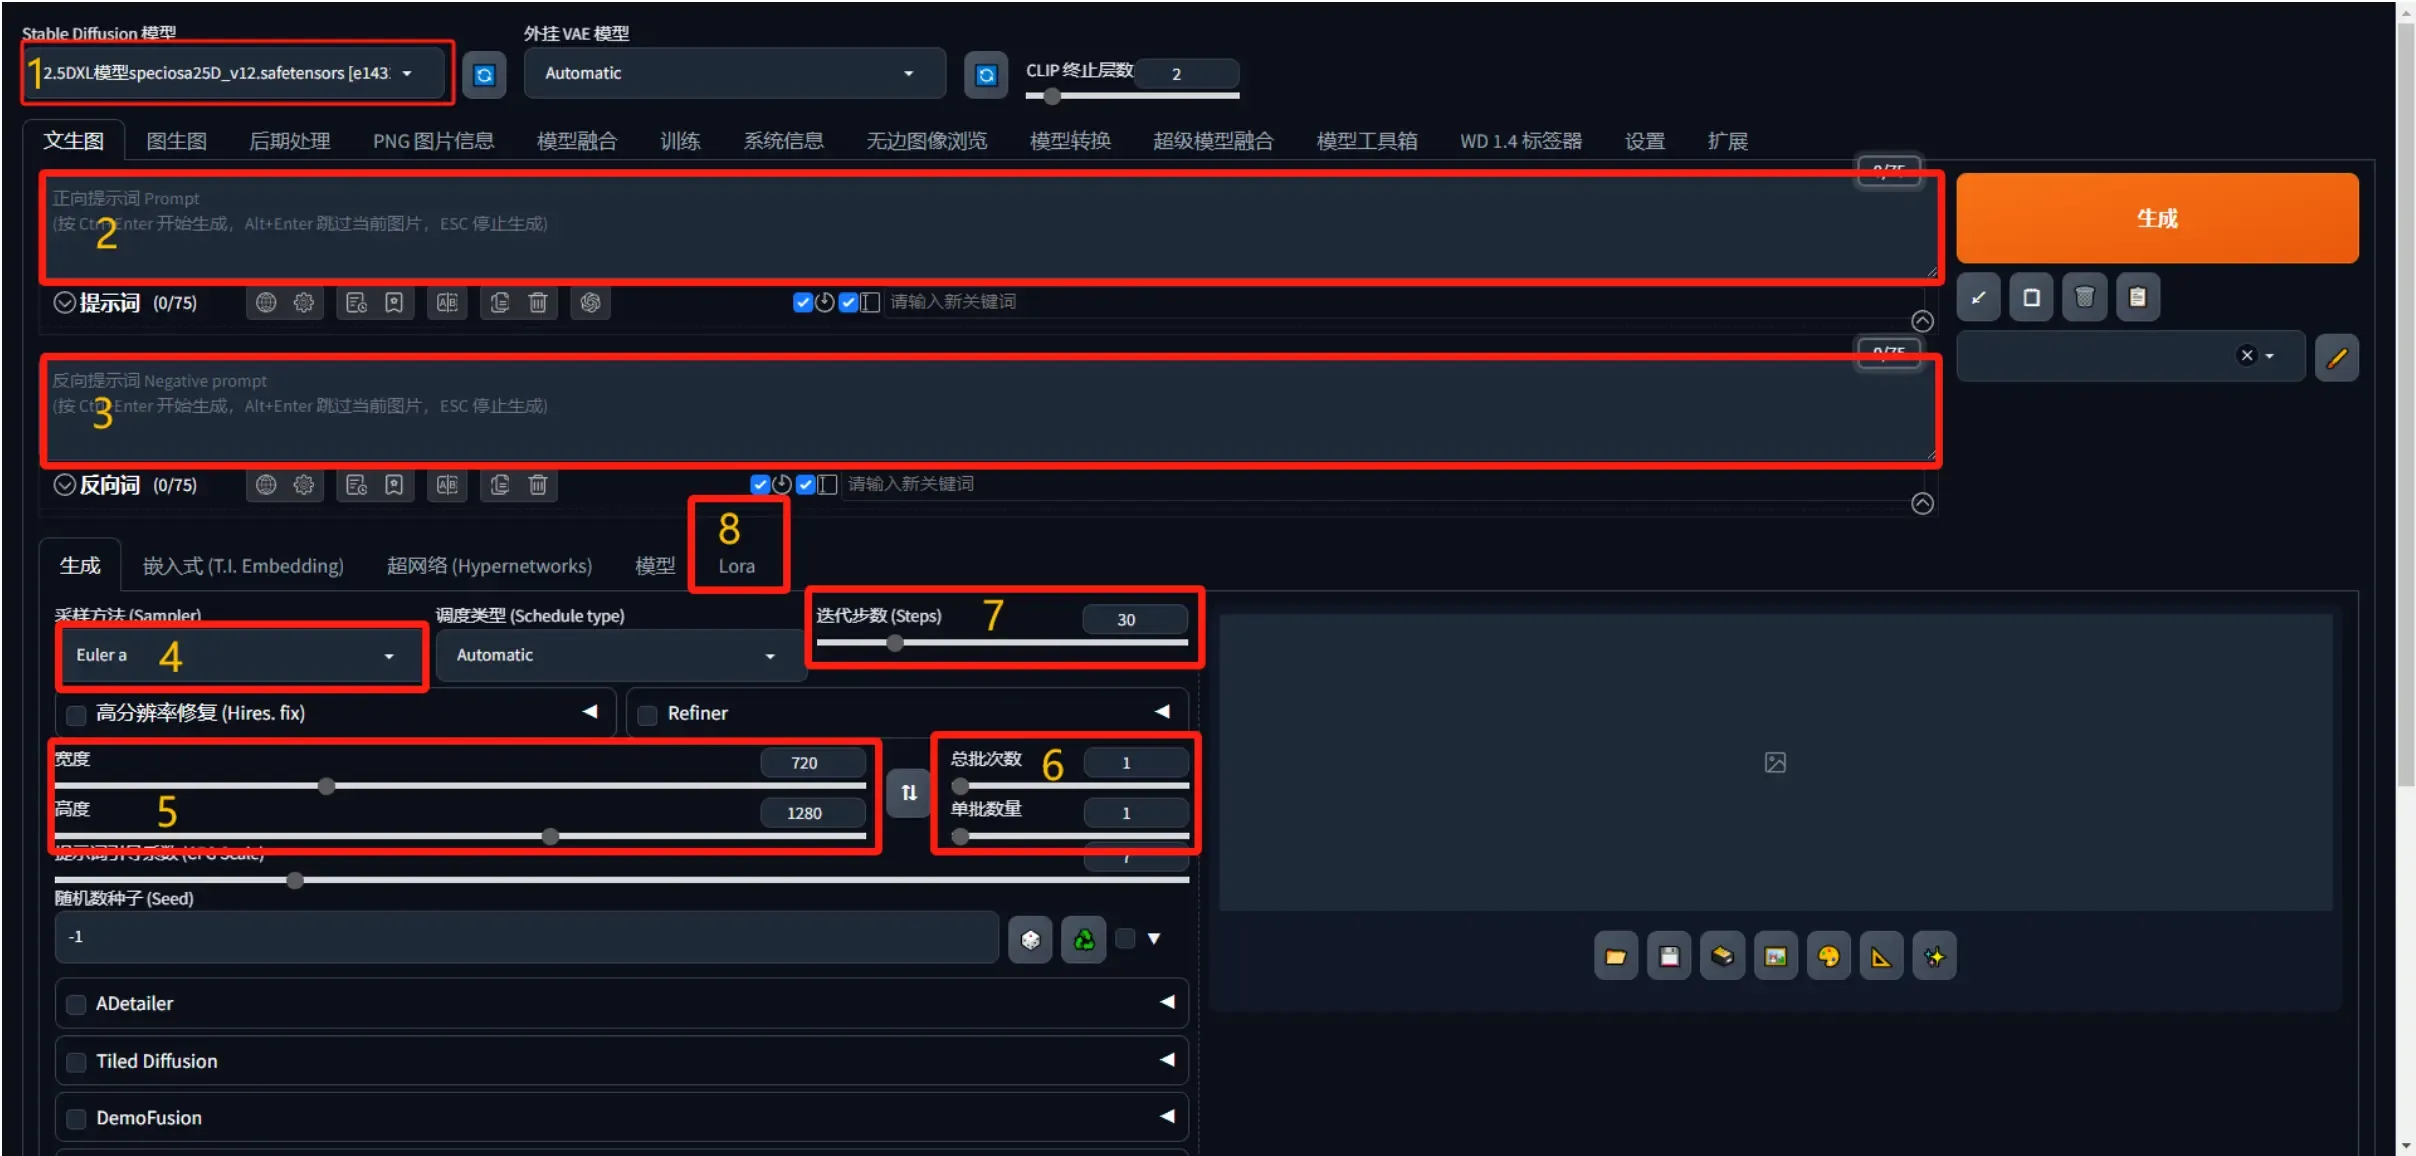 Stable Diffusion 模型
外挂 VAE 模型
1
2.5DXL模型speciosa25D_v12.safetensors [e143
Automatic
CLIP 终止层数
2
文生图
图生图
后期处理
PNG 图片信息
模型融合
训练
系统信息
无边图像浏览
模型转换
超级模型融合
模型工具箱
WD 1.4 标签器
设置
扩展
0/75
正向提示词 Prompt
(按 Ctrl+Enter 开始生成，Alt+Enter 跳过当前图片，ESC 停止生成)
2
生成
提示词 (0/75)
请输入新关键词
0/75
反向提示词 Negative prompt
(按 Ctrl+Enter 开始生成，Alt+Enter 跳过当前图片，ESC 停止生成)
3
反向词 (0/75)
请输入新关键词
8
生成
嵌入式 (T.I. Embedding)
超网络 (Hypernetworks)
模型
Lora
采样方法 (Sampler)
调度类型 (Schedule type)
迭代步数 (Steps)
7
30
Euler a
4
Automatic
高分辨率修复 (Hires. fix)
Refiner
宽度
720
总批次数
6
1
高度
5
1280
单批数量
1
提示词引导系数 (CFG Scale)
7
随机数种子 (Seed)
-1
ADetailer
Tiled Diffusion
DemoFusion